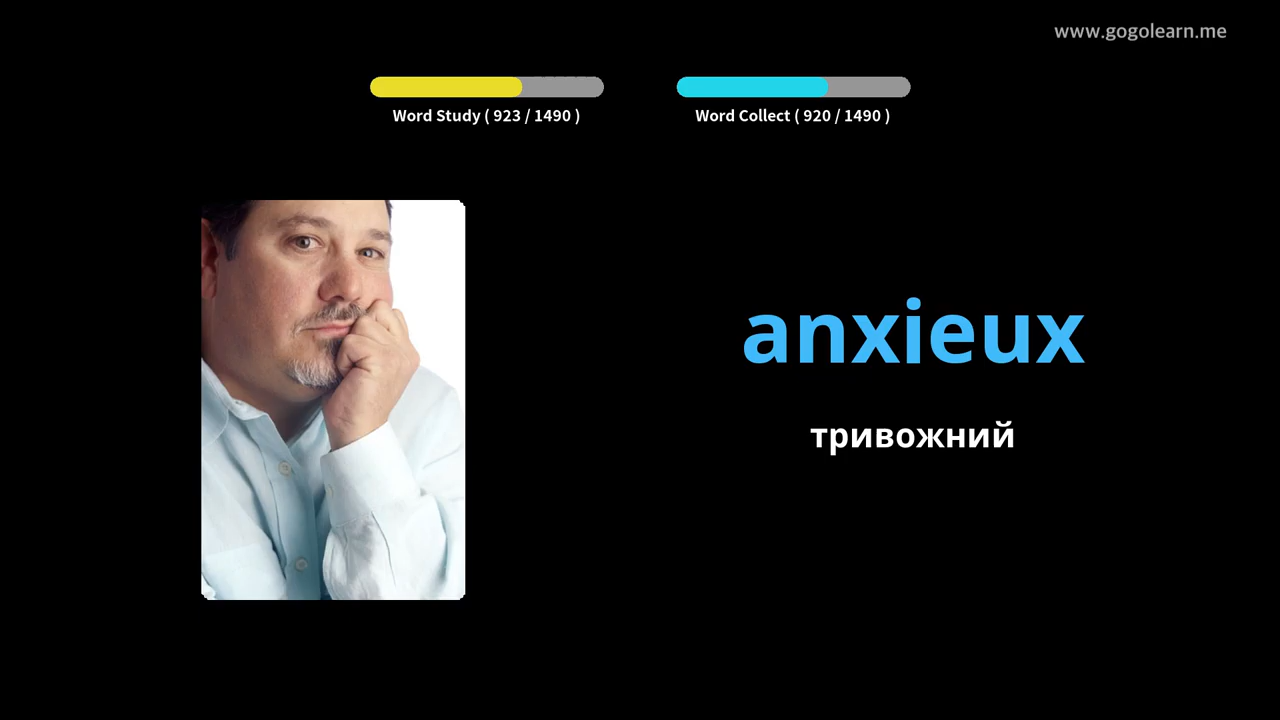 www.gogolearn.me
Word Study ( 923 / 1490 )
Word Collect ( 920 / 1490 )
anxieux
тривожний